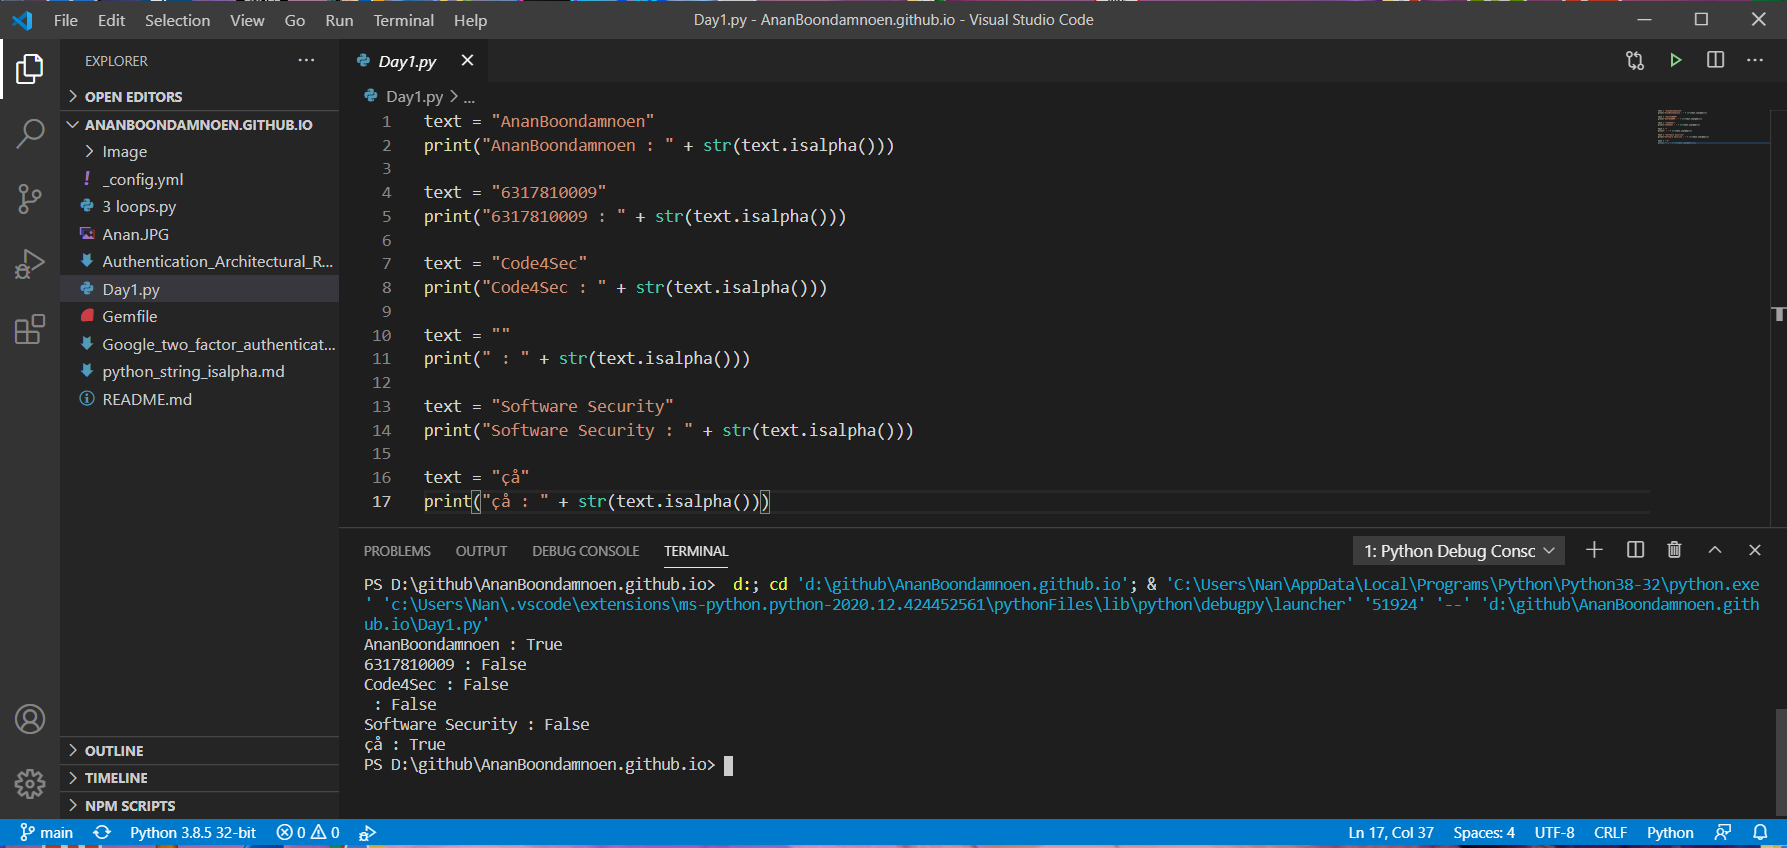 File Edit Selection View Go Run Terminal Help
Day1.py - AnanBoondamnoen.github.io - Visual Studio Code
EXPLORER
OPEN EDITORS
ANANBOONDAMNOEN.GITHUB.IO
Image
_config.yml
3 loops.py
Anan.JPG
Authentication_Architectural_R...
Day1.py
Gemfile
Google_two_factor_authenticat...
python_string_isalpha.md
README.md
OUTLINE
TIMELINE
NPM SCRIPTS
Day1.py
Day1.py > ...
1 text = "AnanBoondamnoen"
2 print("AnanBoondamnoen : " + str(text.isalpha()))
3
4 text = "6317810009"
5 print("6317810009 : " + str(text.isalpha()))
6
7 text = "Code4Sec"
8 print("Code4Sec : " + str(text.isalpha()))
9
10 text = ""
11 print(" : " + str(text.isalpha()))
12
13 text = "Software Security"
14 print("Software Security : " + str(text.isalpha()))
15
16 text = "çå"
17 print("çå : " + str(text.isalpha()))
PROBLEMS OUTPUT DEBUG CONSOLE TERMINAL
1: Python Debug Consc
PS D:\github\AnanBoondamnoen.github.io>  d:; cd 'd:\github\AnanBoondamnoen.github.io'; & 'C:\Users\Nan\AppData\Local\Programs\Python\Python38-32\python.exe
' 'c:\Users\Nan\.vscode\extensions\ms-python.python-2020.12.424452561\pythonFiles\lib\python\debugpy\launcher' '51924' '--' 'd:\github\AnanBoondamnoen.gith
ub.io\Day1.py'
AnanBoondamnoen : True
6317810009 : False
Code4Sec : False
 : False
Software Security : False
çå : True
PS D:\github\AnanBoondamnoen.github.io>
main Python 3.8.5 32-bit 0 0
Ln 17, Col 37 Spaces: 4 UTF-8 CRLF Python